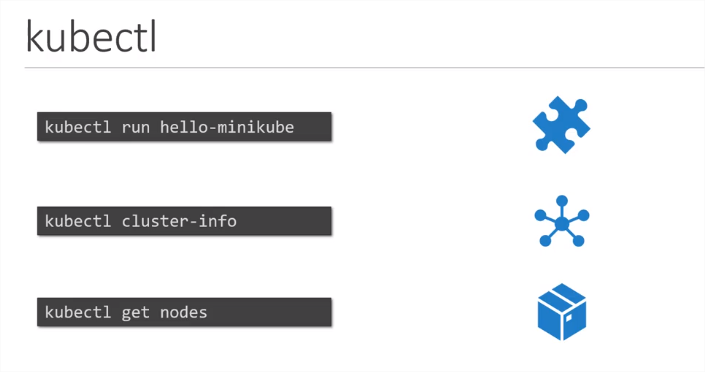 kubectl
kubectl run hello-minikube
kubectl cluster-info
kubectl get nodes